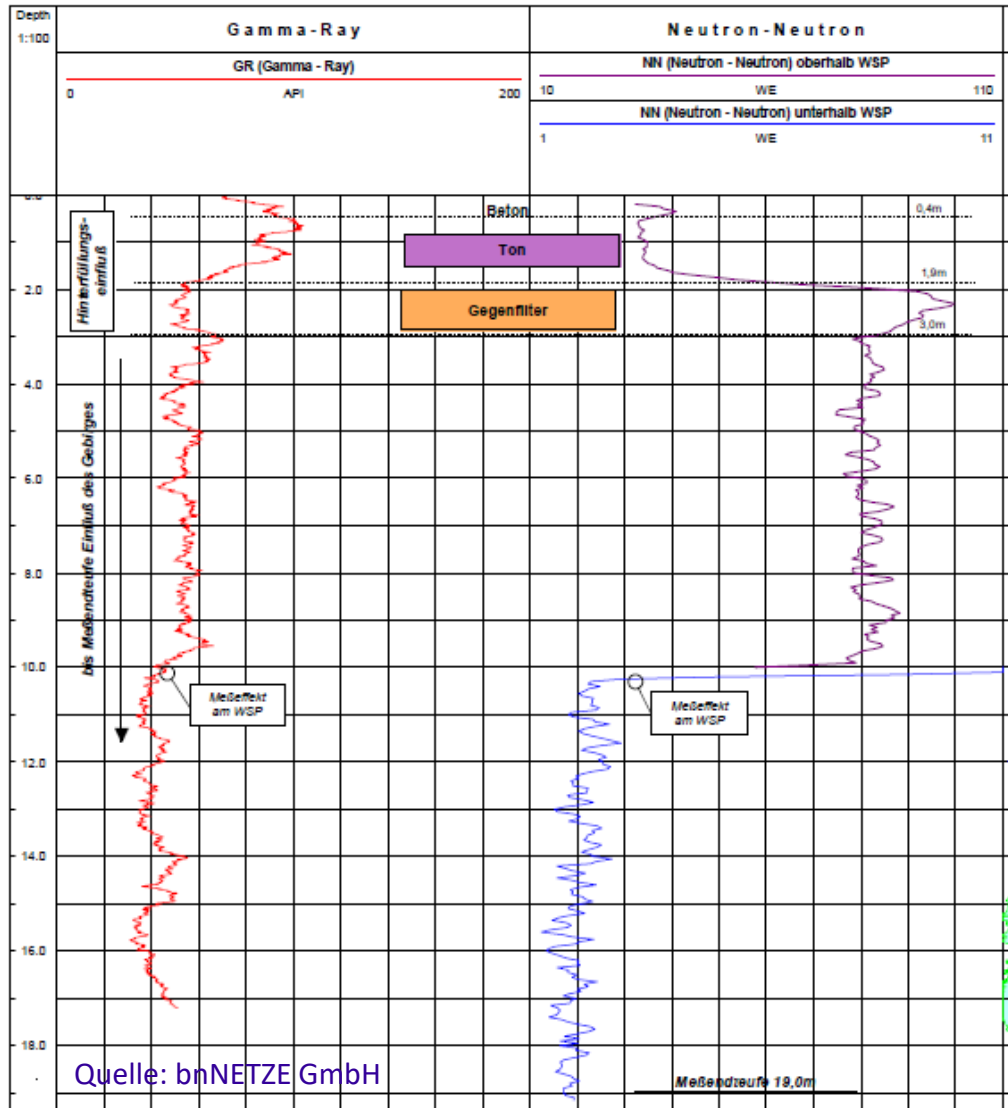 Depth
1:100
Gamma-Ray
Neutron-Neutron
GR (Gamma - Ray)
0 API 200
NN (Neutron - Neutron) oberhalb WSP
10 WE 110
NN (Neutron - Neutron) unterhalb WSP
1 WE 11
0.0
Hinterfüllungs-
einfluß
Beton
0,4m
Ton
1,9m
2.0
Gegenfilter
3,0m
4.0
bis Meßendteufe Einfluß des Gebirges
6.0
8.0
10.0
Meßeffekt
am WSP
Meßeffekt
am WSP
12.0
14.0
16.0
18.0
Quelle: bnNETZE GmbH
Meßendteufe 19,0m